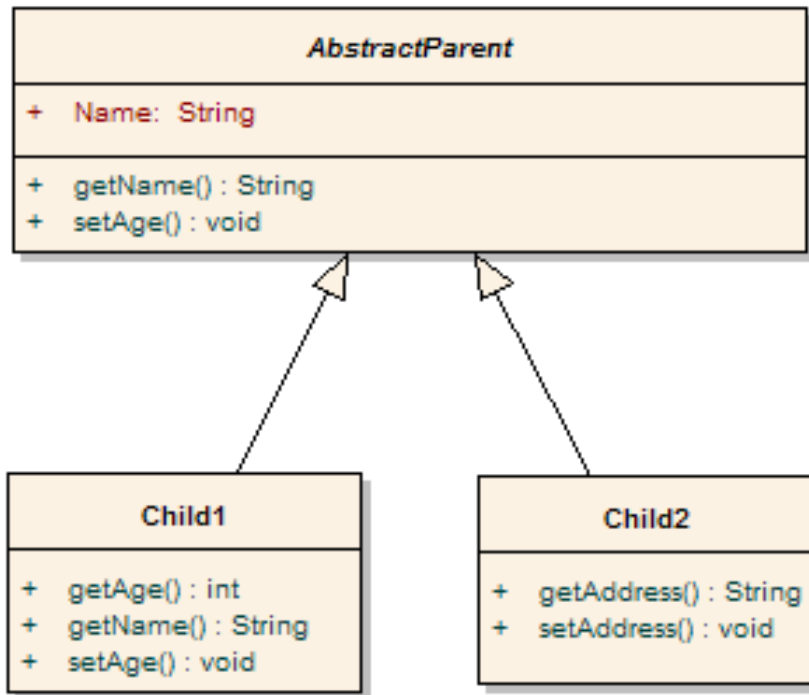 AbstractParent
+ Name: String
+ getName() : String
+ setAge() : void
Child1
+ getAge() : int
+ getName() : String
+ setAge() : void
Child2
+ getAddress() : String
+ setAddress() : void